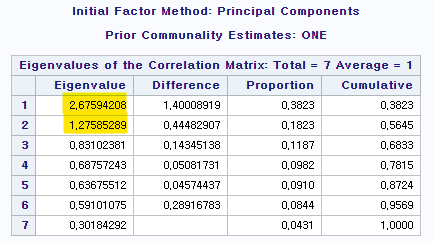 Initial Factor Method: Principal Components
Prior Communality Estimates: ONE
Eigenvalues of the Correlation Matrix: Total = 7 Average = 1
Eigenvalue Difference Proportion Cumulative
1 2,67594208 1,40008919 0,3823 0,3823
2 1,27585289 0,44482907 0,1823 0,5645
3 0,83102381 0,14345138 0,1187 0,6833
4 0,68757243 0,05081731 0,0982 0,7815
5 0,63675512 0,04574437 0,0910 0,8724
6 0,59101075 0,28916783 0,0844 0,9569
7 0,30184292 0,0431 1,0000